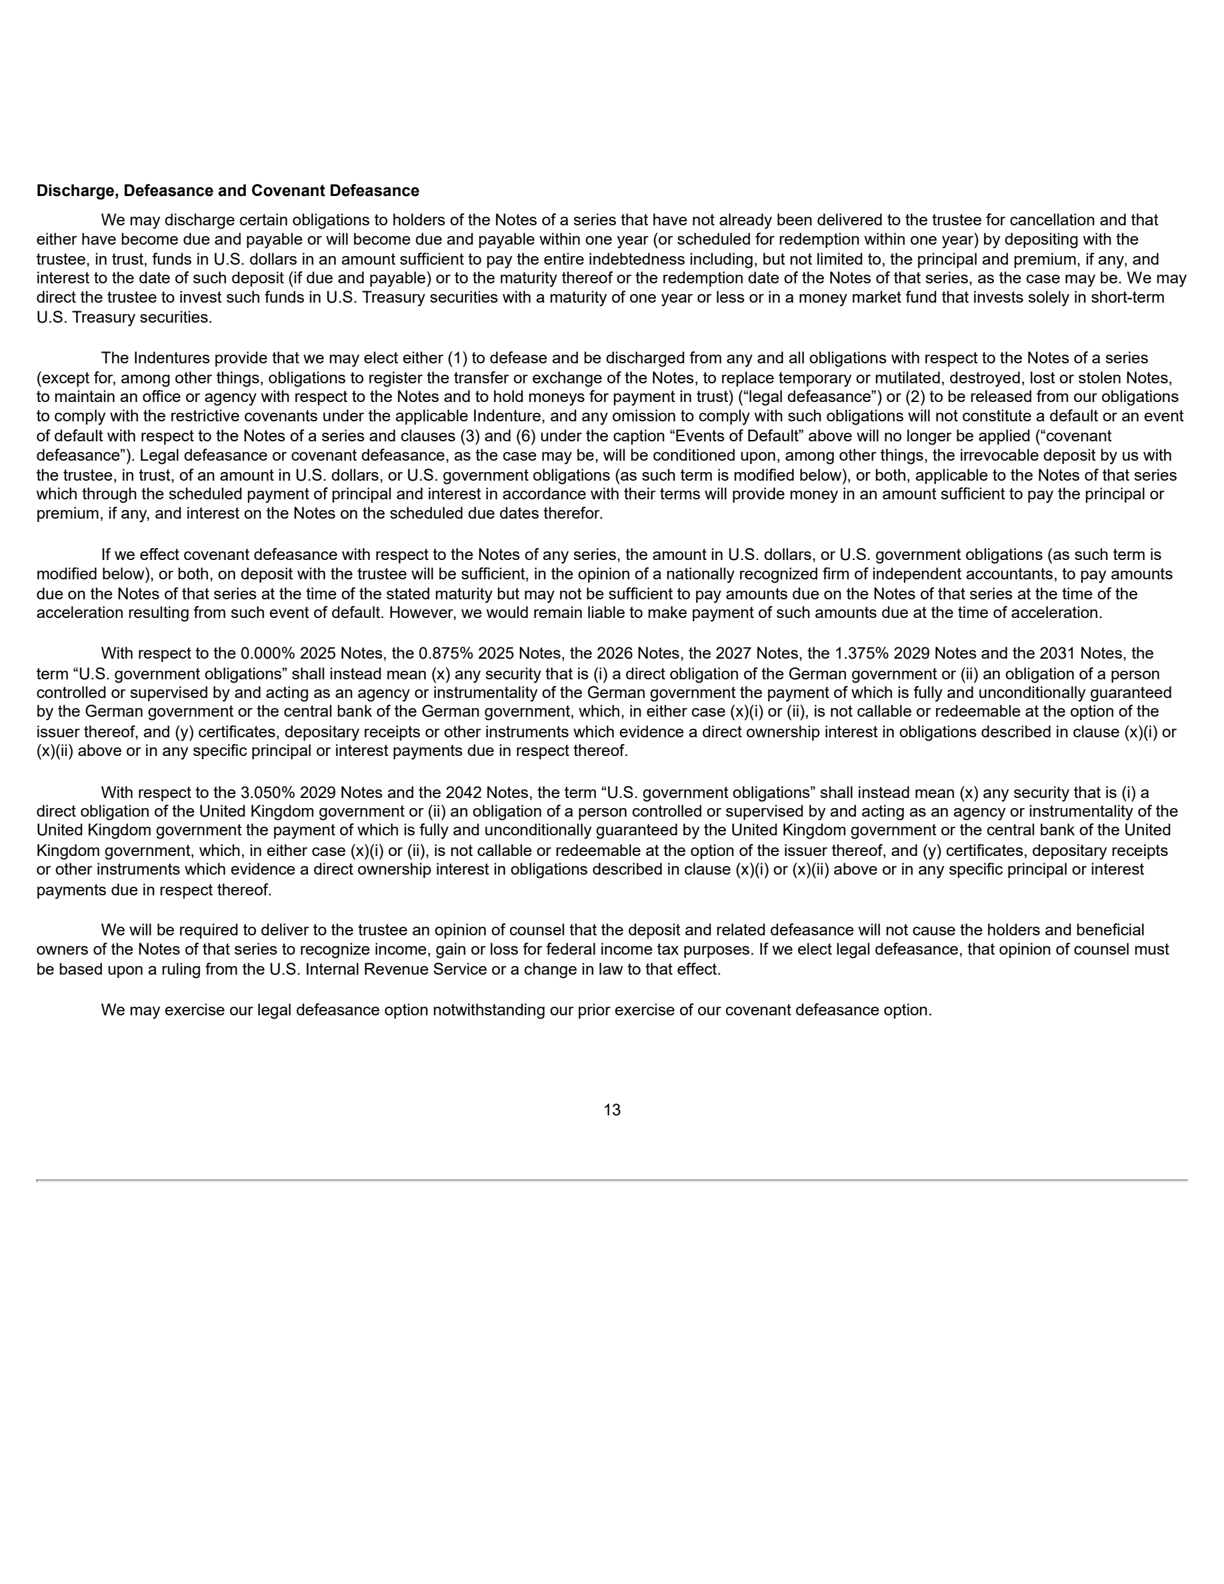 Discharge, Defeasance and Covenant Defeasance
We may discharge certain obligations to holders of the Notes of a series that have not already been delivered to the trustee for cancellation and that
either have become due and payable or will become due and payable within one year (or scheduled for redemption within one year) by depositing with the
trustee, in trust, funds in U.S. dollars in an amount sufficient to pay the entire indebtedness including, but not limited to, the principal and premium, if any, and
interest to the date of such deposit (if due and payable) or to the maturity thereof or the redemption date of the Notes of that series, as the case may be. We may
direct the trustee to invest such funds in U.S. Treasury securities with a maturity of one year or less or in a money market fund that invests solely in short-term
U.S. Treasury securities.
The Indentures provide that we may elect either (1) to defease and be discharged from any and all obligations with respect to the Notes of a series
(except for, among other things, obligations to register the transfer or exchange of the Notes, to replace temporary or mutilated, destroyed, lost or stolen Notes,
to maintain an office or agency with respect to the Notes and to hold moneys for payment in trust) (“legal defeasance”) or (2) to be released from our obligations
to comply with the restrictive covenants under the applicable Indenture, and any omission to comply with such obligations will not constitute a default or an event
of default with respect to the Notes of a series and clauses (3) and (6) under the caption “Events of Default” above will no longer be applied (“covenant
defeasance”). Legal defeasance or covenant defeasance, as the case may be, will be conditioned upon, among other things, the irrevocable deposit by us with
the trustee, in trust, of an amount in U.S. dollars, or U.S. government obligations (as such term is modified below), or both, applicable to the Notes of that series
which through the scheduled payment of principal and interest in accordance with their terms will provide money in an amount sufficient to pay the principal or
premium, if any, and interest on the Notes on the scheduled due dates therefor.
If we effect covenant defeasance with respect to the Notes of any series, the amount in U.S. dollars, or U.S. government obligations (as such term is
modified below), or both, on deposit with the trustee will be sufficient, in the opinion of a nationally recognized firm of independent accountants, to pay amounts
due on the Notes of that series at the time of the stated maturity but may not be sufficient to pay amounts due on the Notes of that series at the time of the
acceleration resulting from such event of default. However, we would remain liable to make payment of such amounts due at the time of acceleration.
With respect to the 0.000% 2025 Notes, the 0.875% 2025 Notes, the 2026 Notes, the 2027 Notes, the 1.375% 2029 Notes and the 2031 Notes, the
term “U.S. government obligations” shall instead mean (x) any security that is (i) a direct obligation of the German government or (ii) an obligation of a person
controlled or supervised by and acting as an agency or instrumentality of the German government the payment of which is fully and unconditionally guaranteed
by the German government or the central bank of the German government, which, in either case (x)(i) or (ii), is not callable or redeemable at the option of the
issuer thereof, and (y) certificates, depositary receipts or other instruments which evidence a direct ownership interest in obligations described in clause (x)(i) or
(x)(ii) above or in any specific principal or interest payments due in respect thereof.
With respect to the 3.050% 2029 Notes and the 2042 Notes, the term “U.S. government obligations” shall instead mean (x) any security that is (i) a
direct obligation of the United Kingdom government or (ii) an obligation of a person controlled or supervised by and acting as an agency or instrumentality of the
United Kingdom government the payment of which is fully and unconditionally guaranteed by the United Kingdom government or the central bank of the United
Kingdom government, which, in either case (x)(i) or (ii), is not callable or redeemable at the option of the issuer thereof, and (y) certificates, depositary receipts
or other instruments which evidence a direct ownership interest in obligations described in clause (x)(i) or (x)(ii) above or in any specific principal or interest
payments due in respect thereof.
We will be required to deliver to the trustee an opinion of counsel that the deposit and related defeasance will not cause the holders and beneficial
owners of the Notes of that series to recognize income, gain or loss for federal income tax purposes. If we elect legal defeasance, that opinion of counsel must
be based upon a ruling from the U.S. Internal Revenue Service or a change in law to that effect.
We may exercise our legal defeasance option notwithstanding our prior exercise of our covenant defeasance option.
13